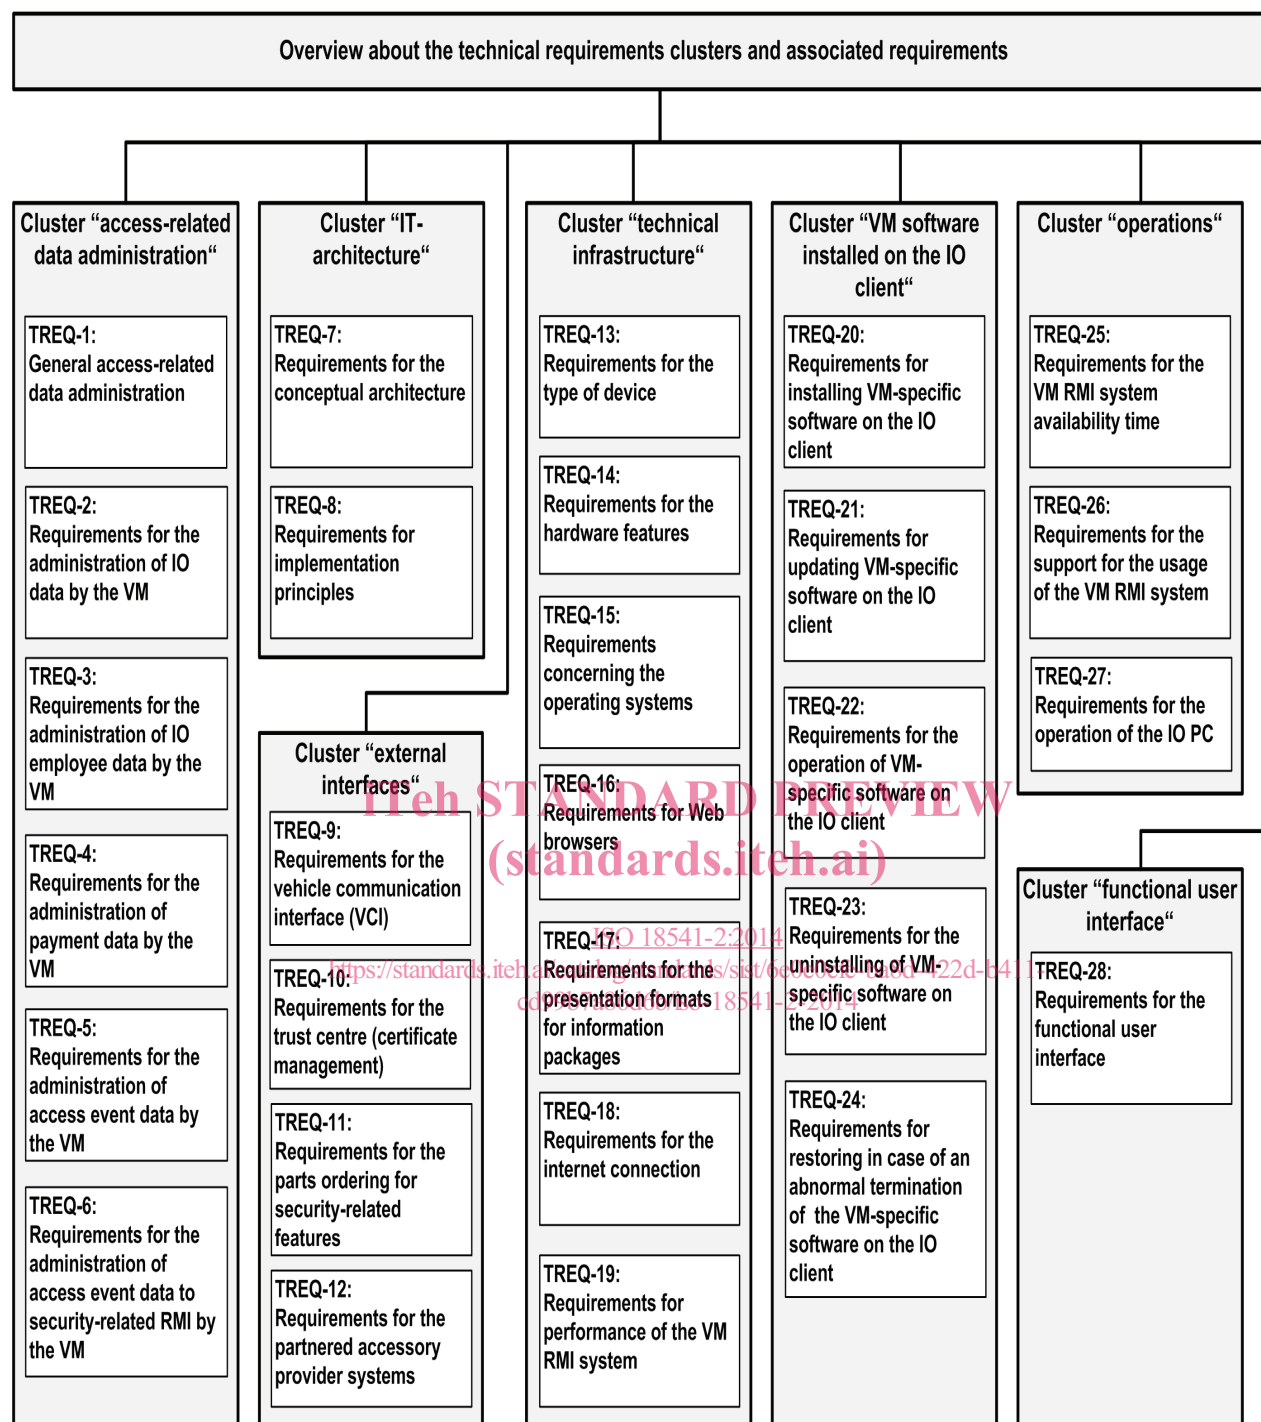 Overview about the technical requirements clusters and associated requirements
Cluster “access-related
data administration“
TREQ-1:
General access-related
data administration
TREQ-2:
Requirements for the
administration of IO
data by the VM
TREQ-3:
Requirements for the
administration of IO
employee data by the
VM
TREQ-4:
Requirements for the
administration of
payment data by the
VM
TREQ-5:
Requirements for the
administration of
access event data by
the VM
TREQ-6:
Requirements for the
administration of
access event data to
security-related RMI by
the VM
Cluster “IT-
architecture“
TREQ-7:
Requirements for the
conceptual architecture
TREQ-8:
Requirements for
implementation
principles
Cluster “external
interfaces“
TREQ-9:
Requirements for the
vehicle communication
interface (VCI)
TREQ-10:
Requirements for the
trust centre (certificate
management)
TREQ-11:
Requirements for the
parts ordering for
security-related
features
TREQ-12:
Requirements for the
partnered accessory
provider systems
Cluster “technical
infrastructure“
TREQ-13:
Requirements for the
type of device
TREQ-14:
Requirements for the
hardware features
TREQ-15:
Requirements
concerning the
operating systems
TREQ-16:
Requirements for Web
browsers
TREQ-17:
Requirements for the
presentation formats
for information
packages
TREQ-18:
Requirements for the
internet connection
TREQ-19:
Requirements for
performance of the VM
RMI system
Cluster “VM software
installed on the IO
client“
TREQ-20:
Requirements for
installing VM-specific
software on the IO
client
TREQ-21:
Requirements for
updating VM-specific
software on the IO
client
TREQ-22:
Requirements for the
operation of VM-
specific software on
the IO client
TREQ-23:
Requirements for the
uninstalling of VM-
specific software on
the IO client
TREQ-24:
Requirements for
restoring in case of an
abnormal termination
of  the VM-specific
software on the IO
client
Cluster “operations“
TREQ-25:
Requirements for the
VM RMI system
availability time
TREQ-26:
Requirements for the
support for the usage
of the VM RMI system
TREQ-27:
Requirements for the
operation of the IO PC
Cluster “functional user
interface“
TREQ-28:
Requirements for the
functional user
interface
iTeh STANDARD PREVIEW
(standards.iteh.ai)
ISO 18541-2:2014